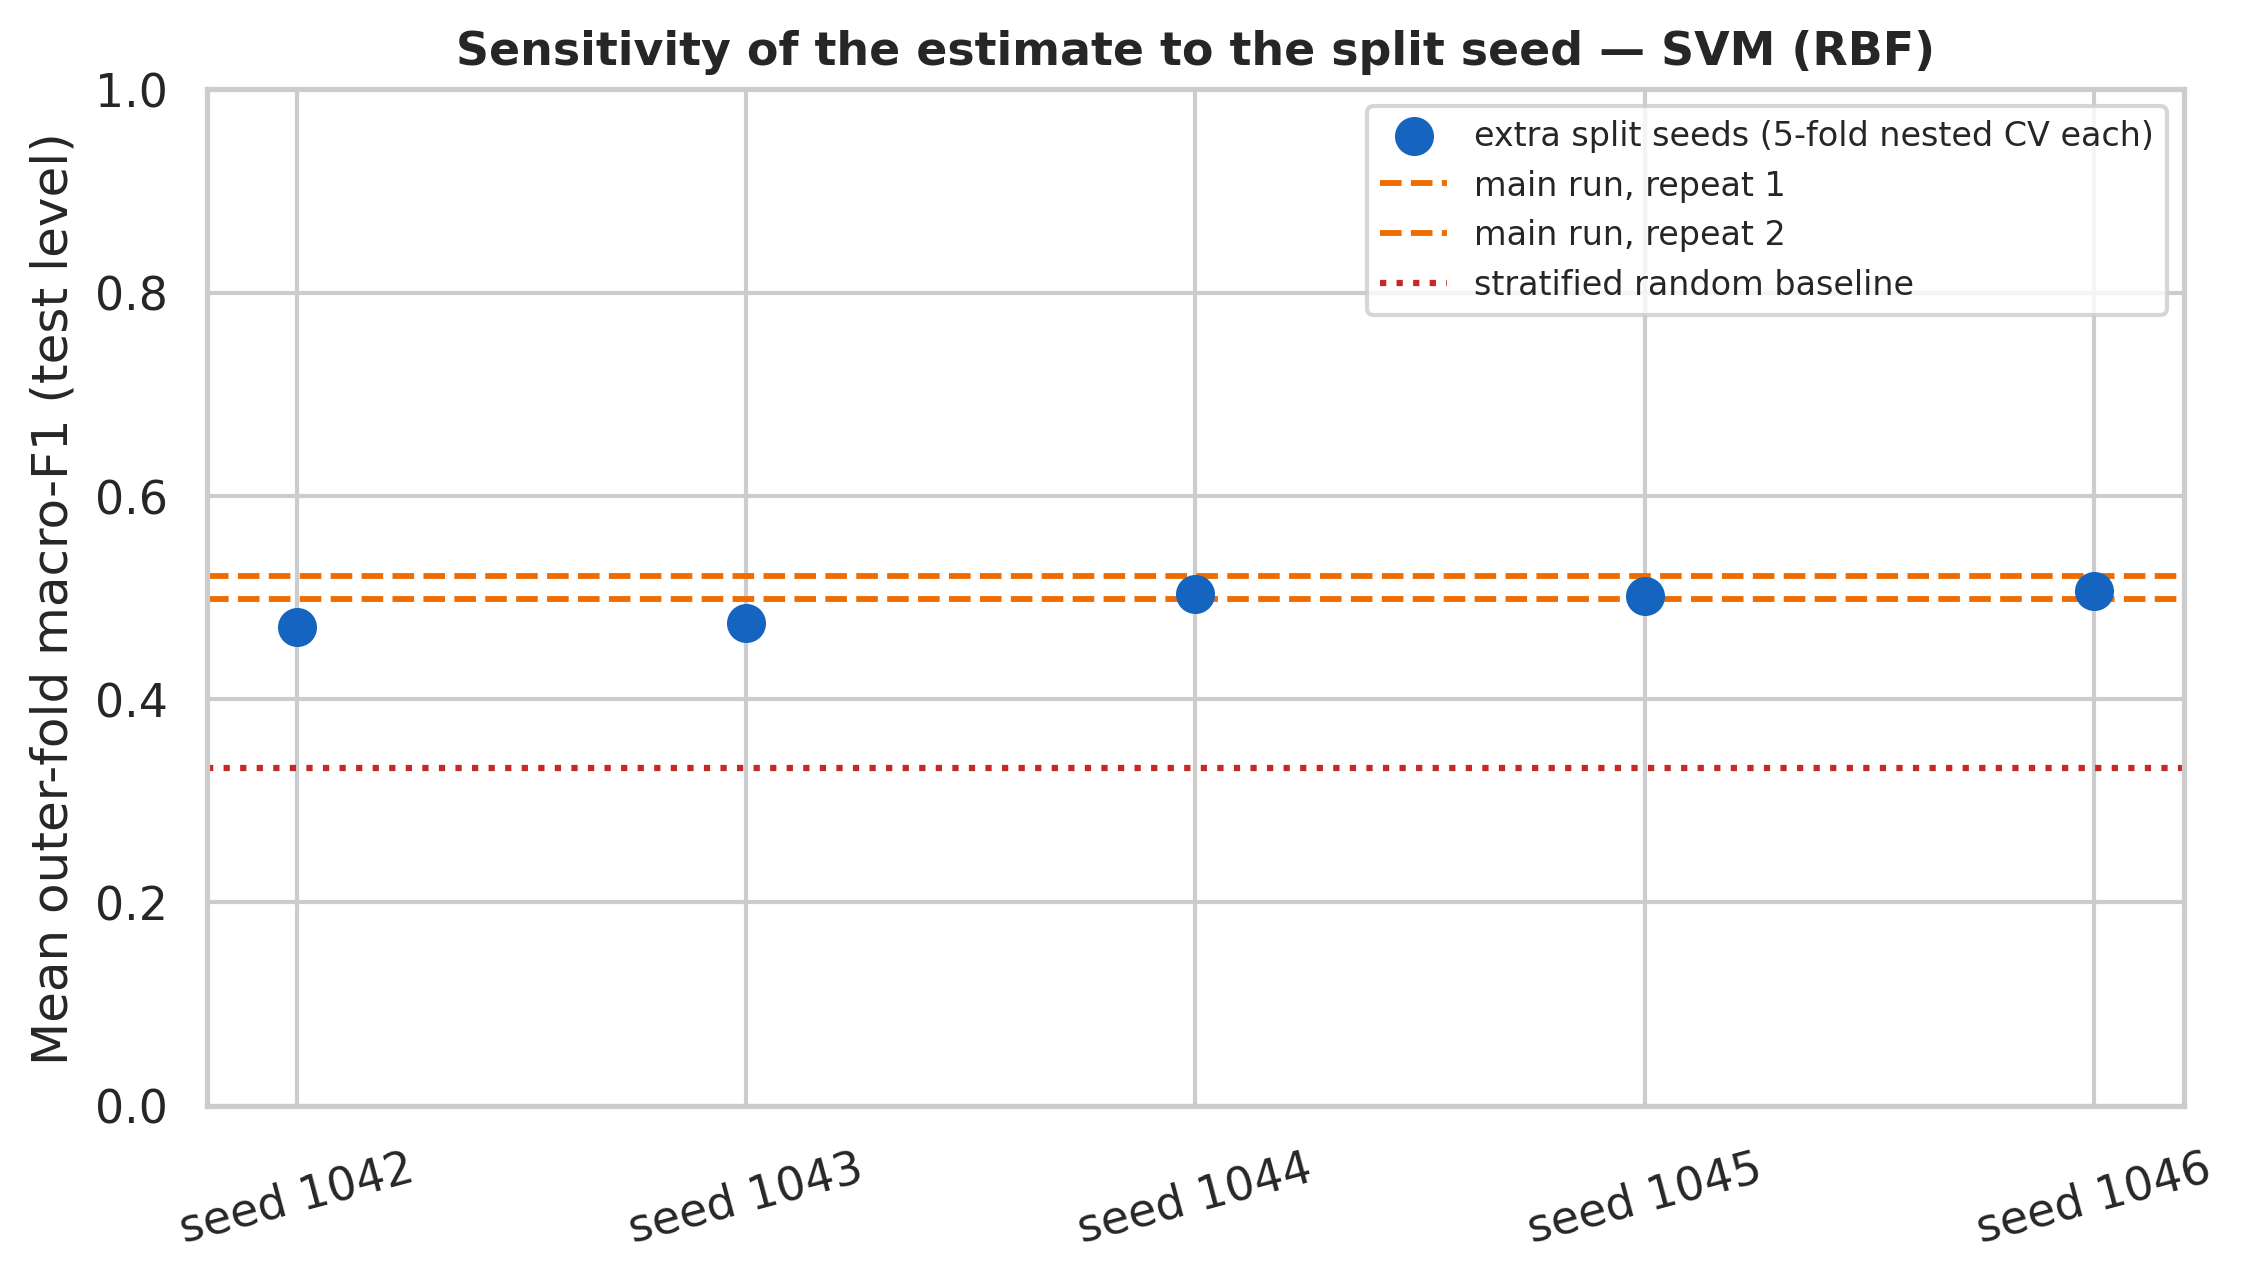 Sensitivity of the estimate to the split seed — SVM (RBF)
Mean outer-fold macro-F1 (test level)
1.0
0.8
0.6
0.4
0.2
0.0
extra split seeds (5-fold nested CV each)
main run, repeat 1
main run, repeat 2
stratified random baseline
seed 1042
seed 1043
seed 1044
seed 1045
seed 1046